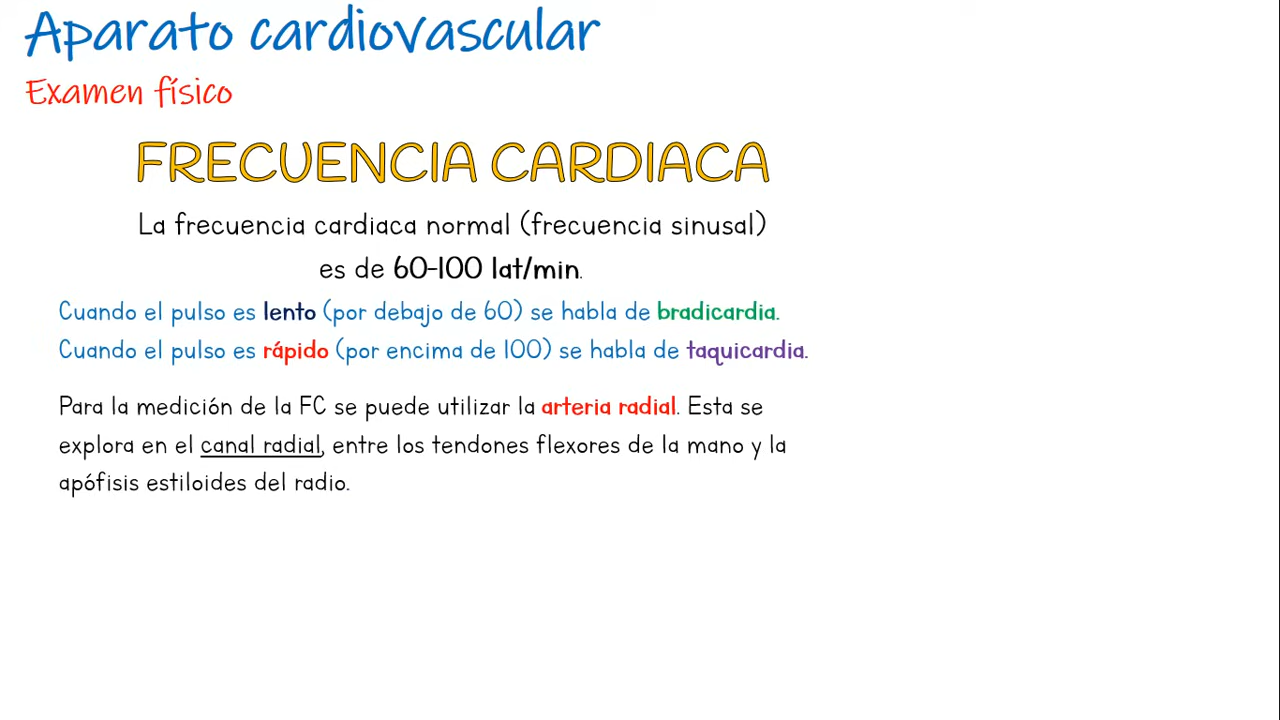 Aparato cardiovascular
Examen físico
FRECUENCIA CARDIACA
La frecuencia cardiaca normal (frecuencia sinusal)
es de 60-100 lat/min.
Cuando el pulso es lento (por debajo de 60) se habla de bradicardia.
Cuando el pulso es rápido (por encima de 100) se habla de taquicardia.
Para la medición de la FC se puede utilizar la arteria radial. Esta se
explora en el canal radial, entre los tendones flexores de la mano y la
apófisis estiloides del radio.